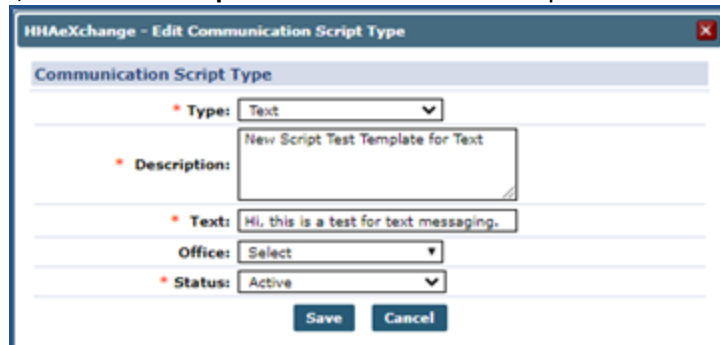 HHAeXchange - Edit Communication Script Type
Communication Script Type
* Type: Text
* Description: New Script Test Template for Text
* Text: Hi, this is a test for text messaging.
Office: Select
* Status: Active
Save Cancel